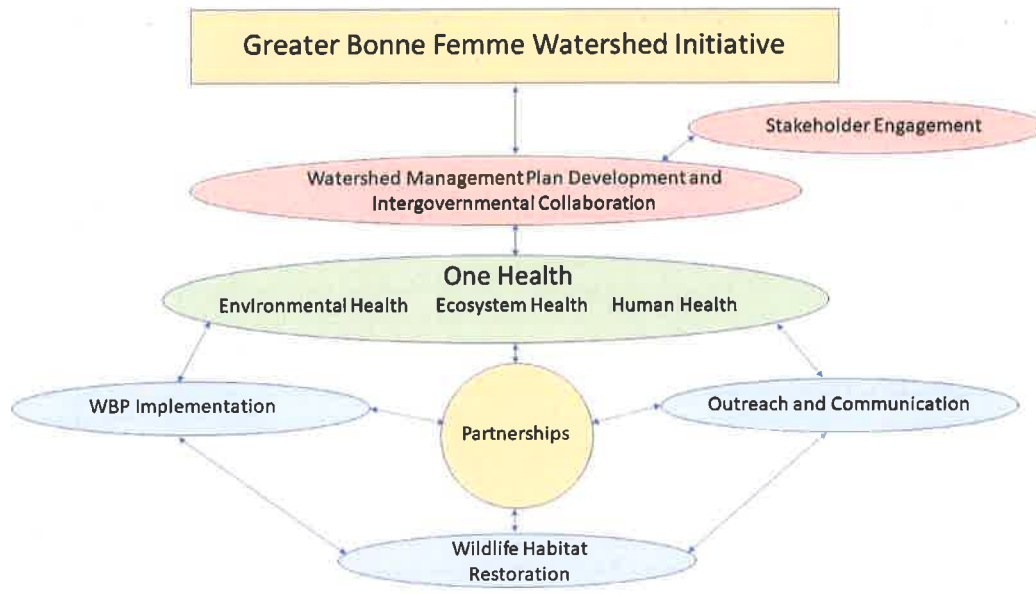 Greater Bonne Femme Watershed Initiative
Stakeholder Engagement
Watershed Management Plan Development and
Intergovernmental Collaboration
One Health
Environmental Health Ecosystem Health Human Health
WBP Implementation
Partnerships
Outreach and Communication
Wildlife Habitat
Restoration